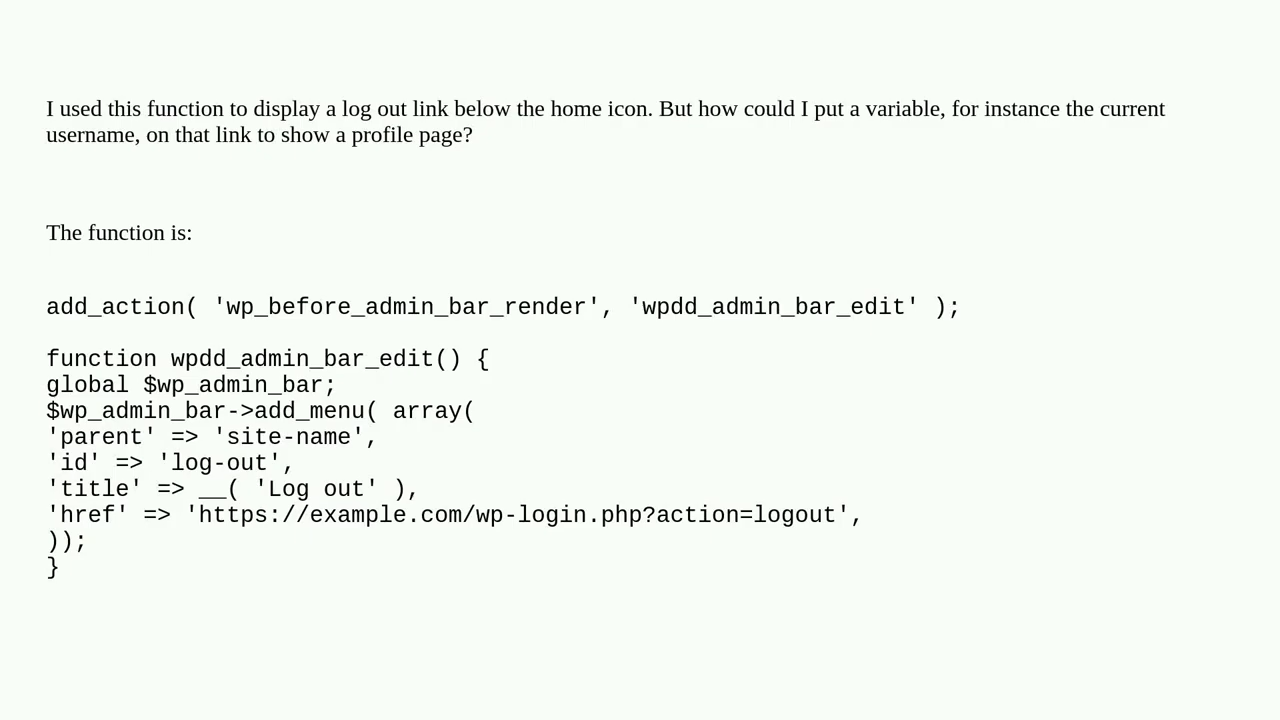 I used this function to display a log out link below the home icon. But how could I put a variable, for instance the current
username, on that link to show a profile page?
The function is:
add_action( 'wp_before_admin_bar_render', 'wpdd_admin_bar_edit' );
function wpdd_admin_bar_edit() {
global $wp_admin_bar;
$wp_admin_bar->add_menu( array(
'parent' => 'site-name',
'id' => 'log-out',
'title' => __( 'Log out' ),
'href' => 'https://example.com/wp-login.php?action=logout',
));
}